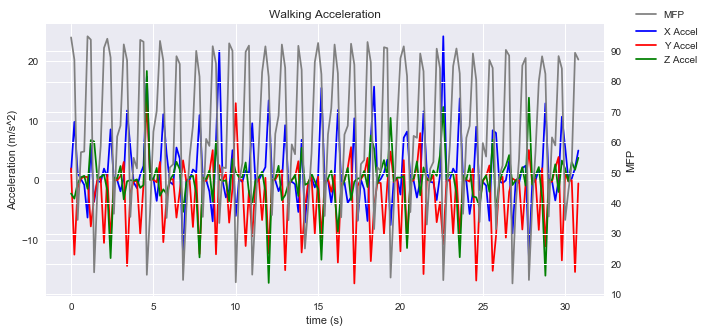 Walking Acceleration
MFP
X Accel
Y Accel
Z Accel
Acceleration (m/s^2)
20
10
0
−10
90
80
70
60
50
40
30
20
10
MFP
0
5
10
15
20
25
30
time (s)